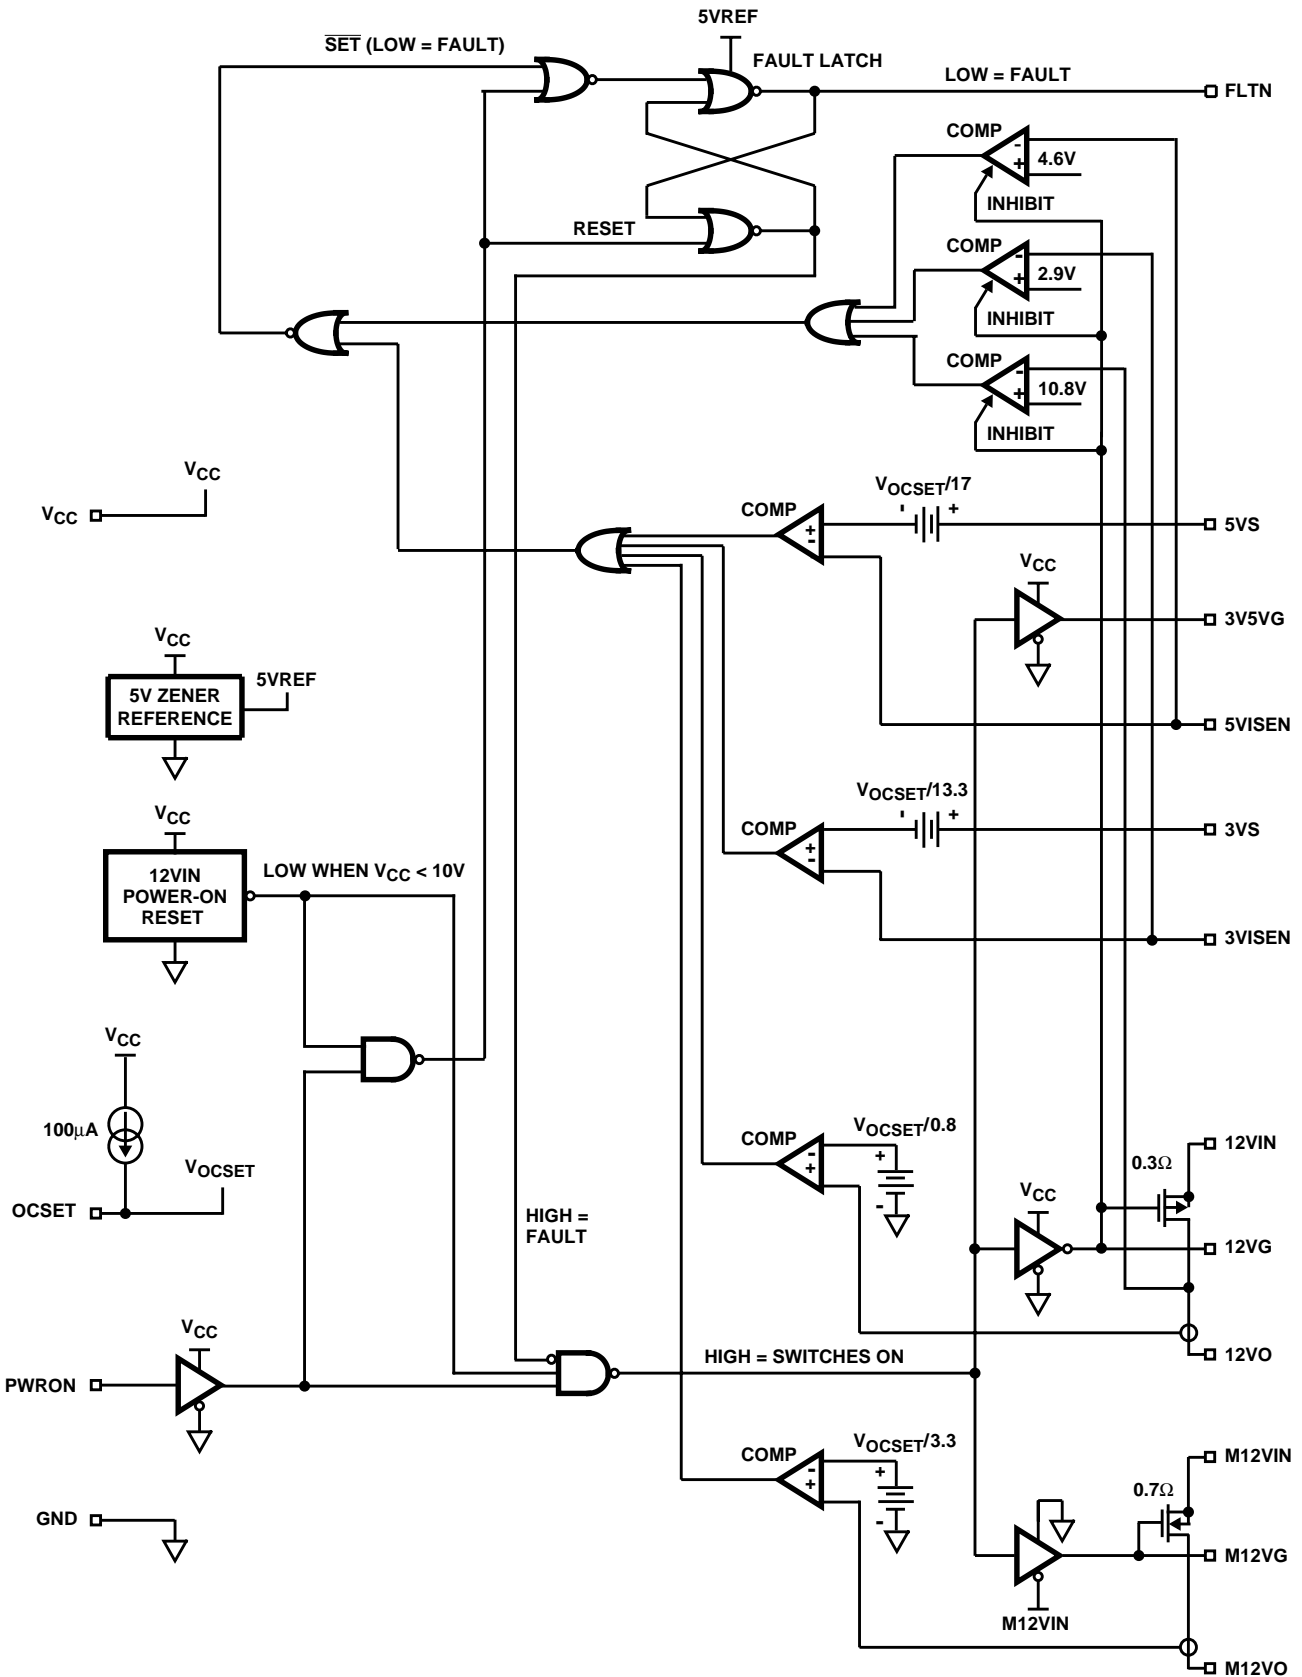 5VREF
SET (LOW = FAULT)
FAULT LATCH
LOW = FAULT
FLTN
COMP
-
+
4.6V
INHIBIT
RESET
COMP
-
+
2.9V
INHIBIT
COMP
-
+
10.8V
INHIBIT
VCC
VCC
VOCSET/17
- +
COMP
+
-
5VS
VCC
3V5VG
VCC
5V ZENER
REFERENCE
5VREF
5VISEN
VOCSET/13.3
- +
COMP
+
-
3VS
VCC
12VIN
POWER-ON
RESET
LOW WHEN VCC < 10V
3VISEN
VCC
100μA
VOCSET
OCSET
COMP
-
+
VOCSET/0.8
+
-
12VIN
0.3Ω
HIGH =
FAULT
VCC
12VG
VCC
PWRON
HIGH = SWITCHES ON
12VO
COMP
-
+
VOCSET/3.3
+
-
M12VIN
0.7Ω
GND
M12VG
M12VIN
M12VO